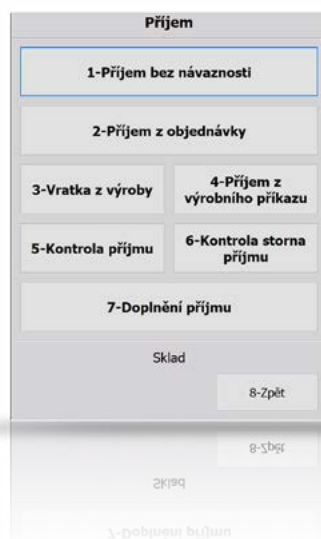 Příjem
1-Příjem bez návaznosti
2-Příjem z objednávky
3-Vratka z výroby
4-Příjem z
výrobního příkazu
5-Kontrola příjmu
6-Kontrola storna
příjmu
7-Doplnění příjmu
Sklad
8-Zpět